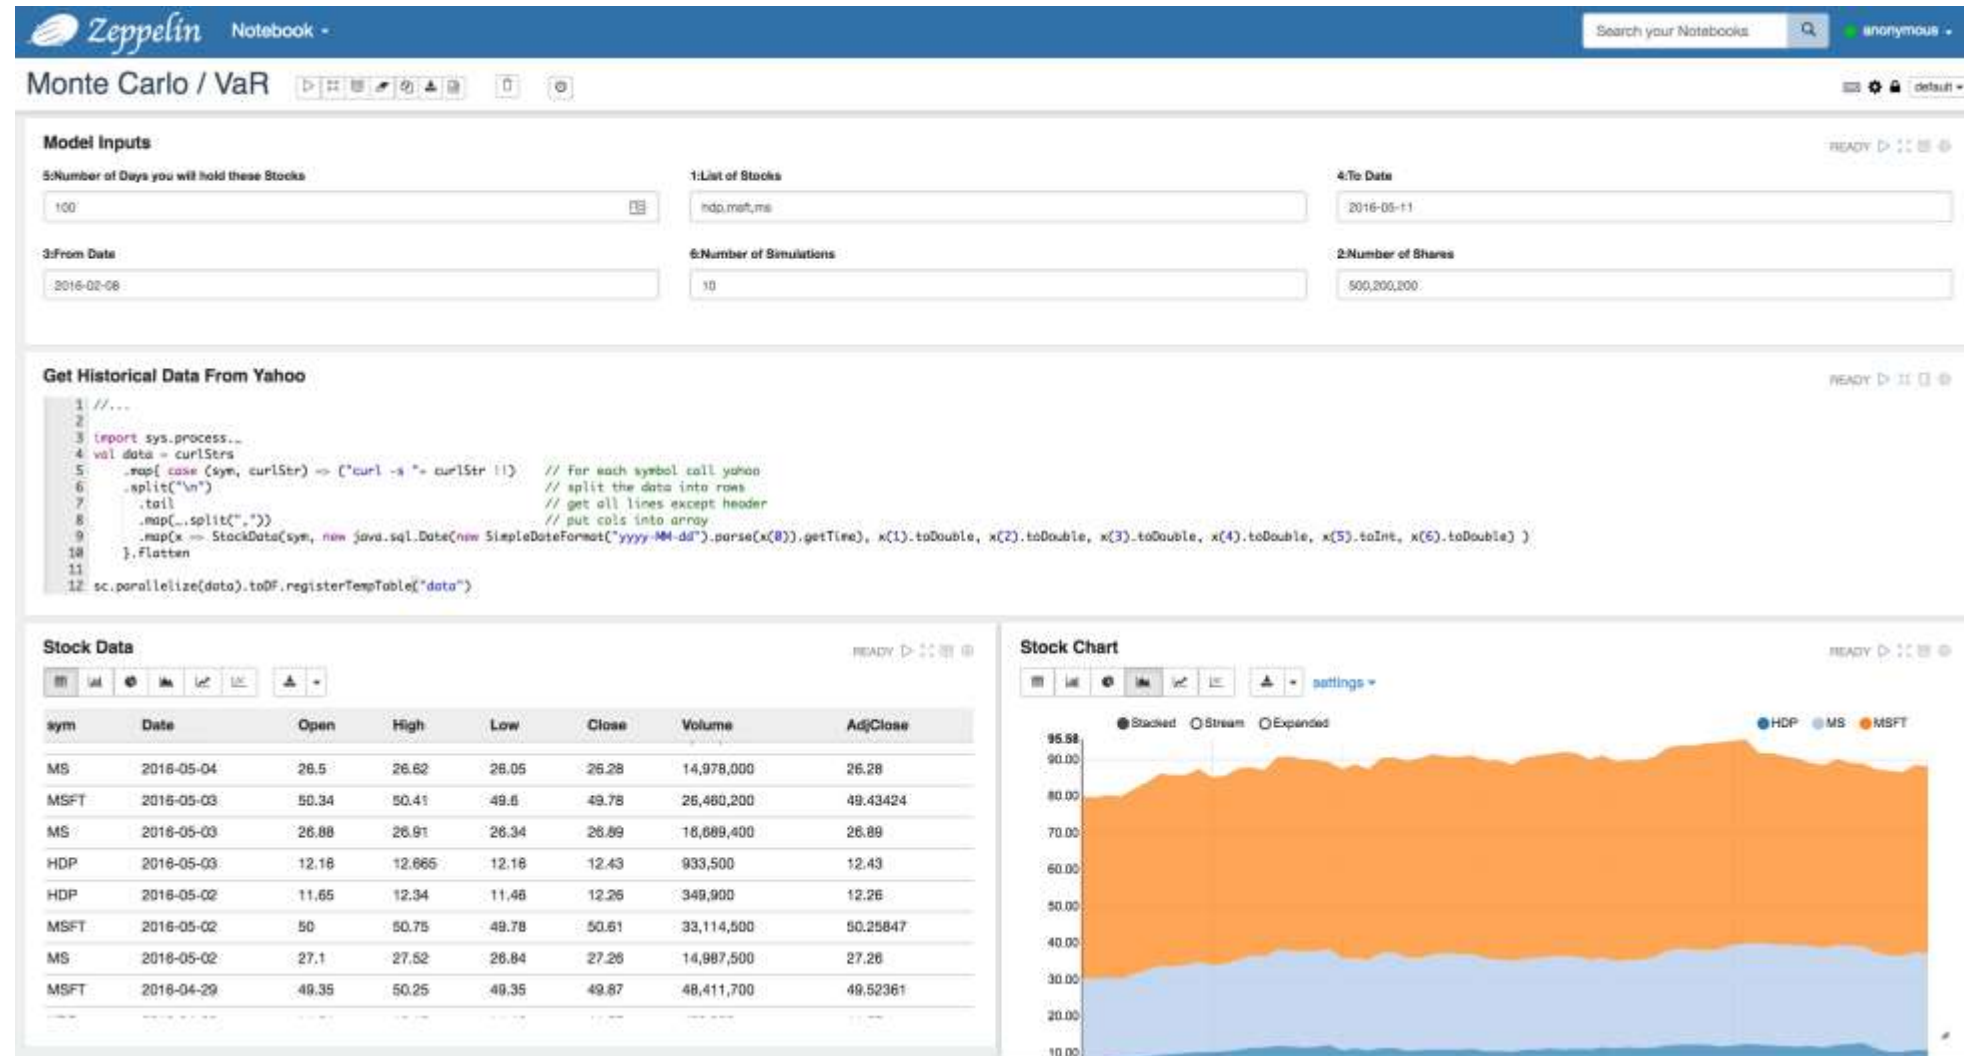 Zeppelin Notebook
Search your Notebooks
anonymous
Monte Carlo / VaR
default
Model Inputs
READY
5:Number of Days you will hold these Stocks
1:List of Stocks
4:To Date
100
hdp,msft,ms
2016-05-11
3:From Date
6:Number of Simulations
2:Number of Shares
2016-02-08
10
500,200,200
Get Historical Data From Yahoo
READY
1 //...
2
3 import sys.process._
4 val data = curlStrs
5 .map{ case (sym, curlStr) => ("curl -s "+ curlStr !!) // for each symbol call yahoo
6 .split("\n") // split the data into rows
7 .tail // get all lines except header
8 .map(_.split(",")) // put cols into array
9 .map(x => StockData(sym, new java.sql.Date(new SimpleDateFormat("yyyy-MM-dd").parse(x(0)).getTime), x(1).toDouble, x(2).toDouble, x(3).toDouble, x(4).toDouble, x(5).toInt, x(6).toDouble) )
10 }.flatten
11
12 sc.parallelize(data).toDF.registerTempTable("data")
Stock Data
READY
sym Date Open High Low Close Volume AdjClose
MS 2016-05-04 26.5 26.62 26.05 26.28 14,978,000 26.28
MSFT 2016-05-03 50.34 50.41 49.6 49.78 26,460,200 49.43424
MS 2016-05-03 26.88 26.91 26.34 26.89 16,689,400 26.89
HDP 2016-05-03 12.16 12.665 12.16 12.43 933,500 12.43
HDP 2016-05-02 11.65 12.34 11.46 12.26 349,900 12.26
MSFT 2016-05-02 50 50.75 49.78 50.61 33,114,500 50.25847
MS 2016-05-02 27.1 27.52 26.84 27.26 14,987,500 27.26
MSFT 2016-04-29 49.35 50.25 49.35 49.87 48,411,700 49.52361
Stock Chart
READY
settings
Stacked Stream Expanded
HDP MS MSFT
95.58
90.00
80.00
70.00
60.00
50.00
40.00
30.00
20.00
10.00